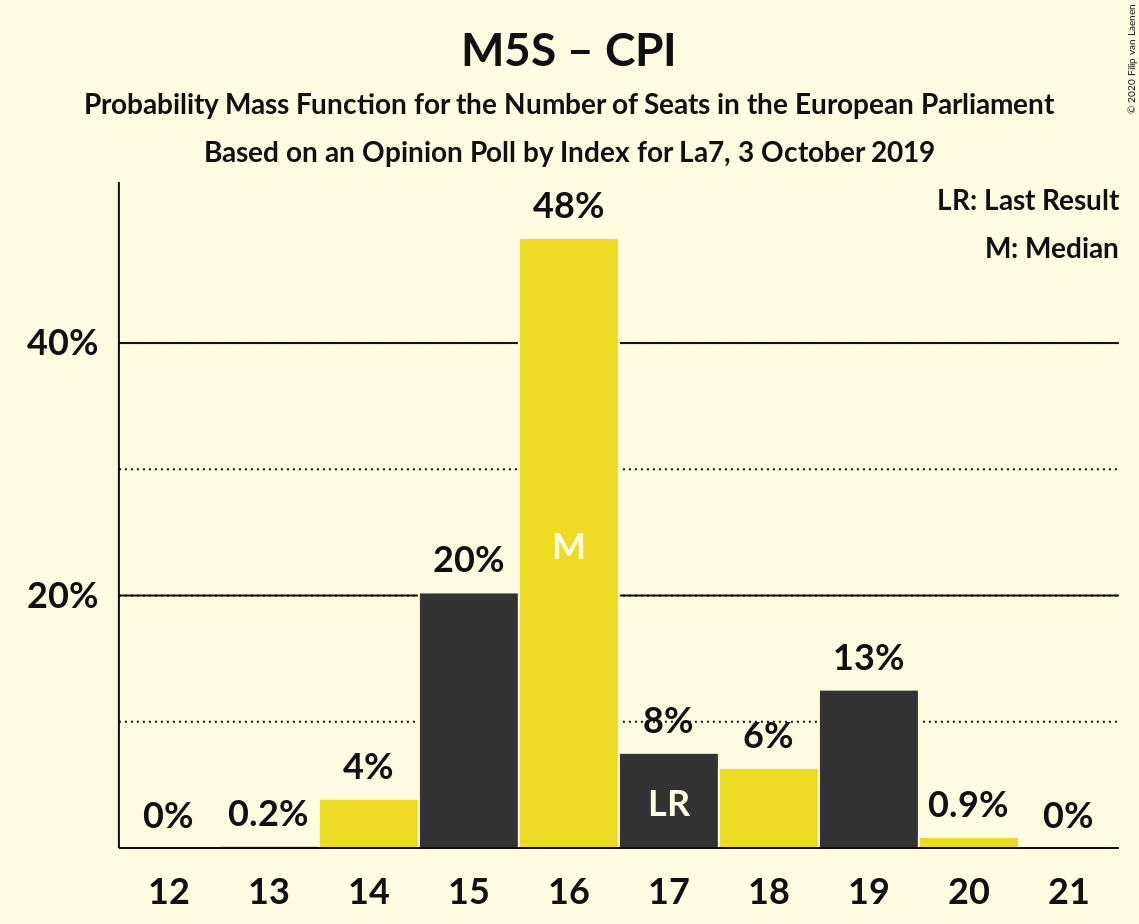 M5S – CPI
Probability Mass Function for the Number of Seats in the European Parliament
Based on an Opinion Poll by Index for La7, 3 October 2019
© 2020 Filip van Laenen
LR: Last Result
M: Median
48%
40%
M
20%
20%
13%
8%
6%
4%
LR
0%
0.2%
0.9%
0%
12 13 14 15 16 17 18 19 20 21